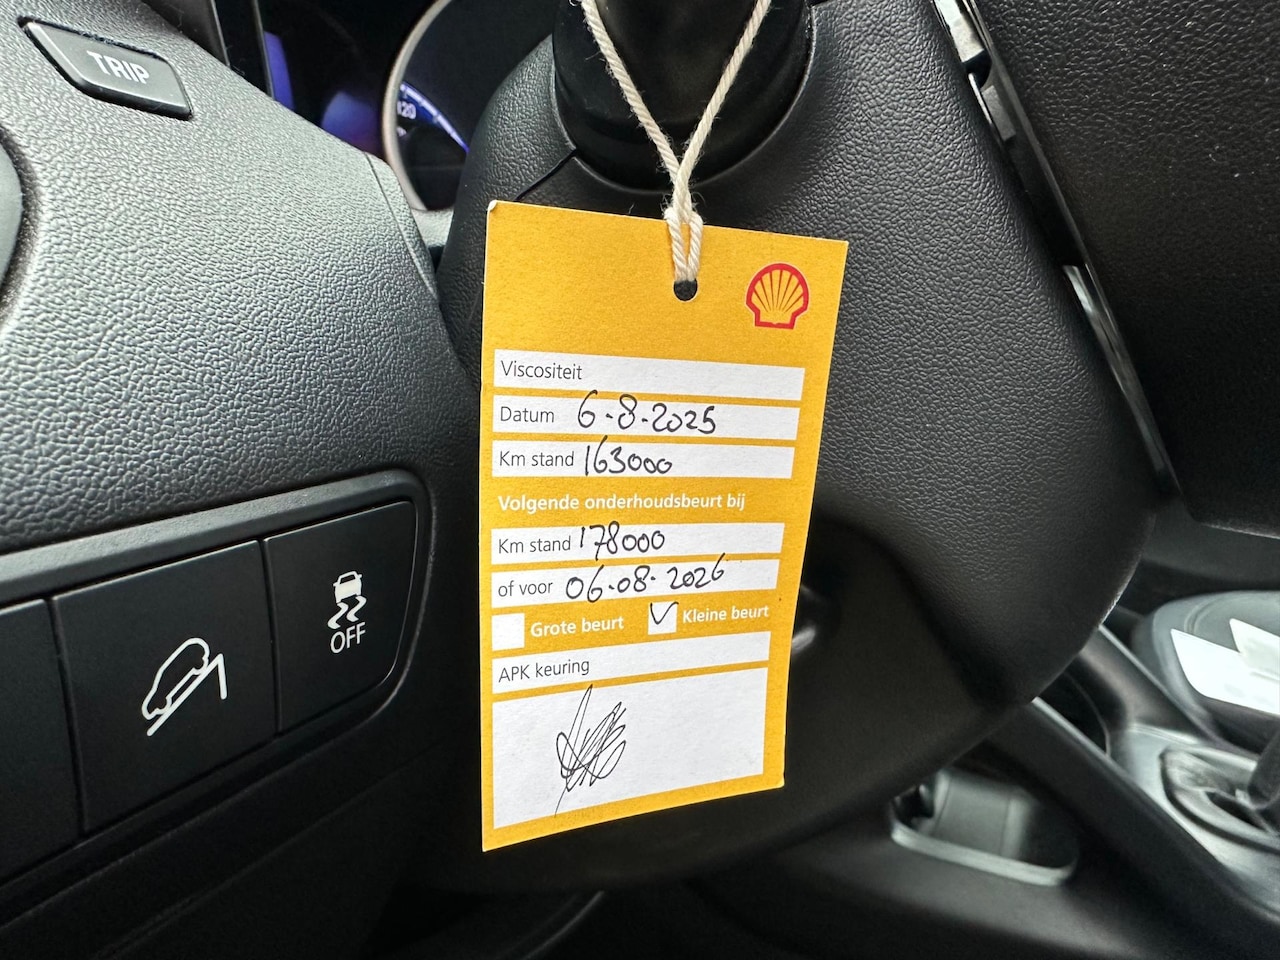 TRIP
120
Viscositeit
Datum 6-8-2025
Km stand 163000
Volgende onderhoudsbeurt bij
Km stand 178000
of voor 06-08-2026
Grote beurt Kleine beurt
APK keuring
OFF